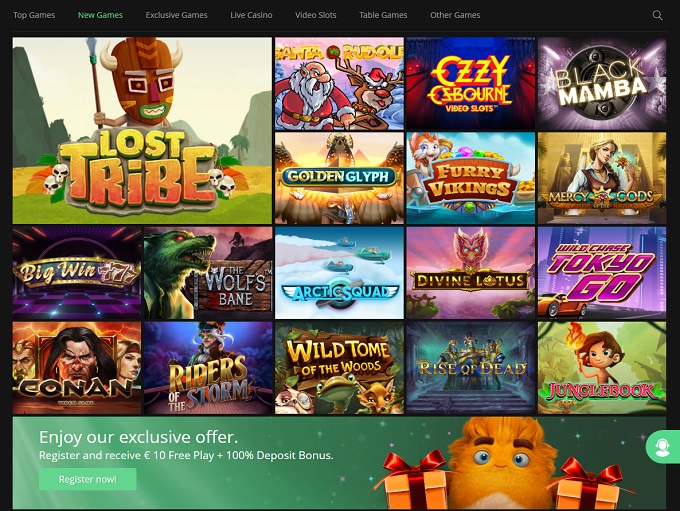 Top Games
New Games
Exclusive Games
Live Casino
Video Slots
Table Games
Other Games
LOST
TRIBE
SANTA VS RUDOLF
OZZY
OSBOURNE
VIDEO SLOTS™
BLACK
MAMBA
GOLDEN GLYPH
FURRY
VIKINGS
MERCY OF THE GODS
Big Win 777
THE
WOLF'S
BANE
ARCTIC SQUAD
DIVINE LOTUS
WILD CHASE
TOKYO
GO
CONAN
VIDEO SLOT
RIDERS
OF THE STORM
WILD TOME
OF THE WOODS
RISE OF DEAD
JUNGLEBOOK
Enjoy our exclusive offer.
Register and receive € 10 Free Play + 100% Deposit Bonus.
Register now!